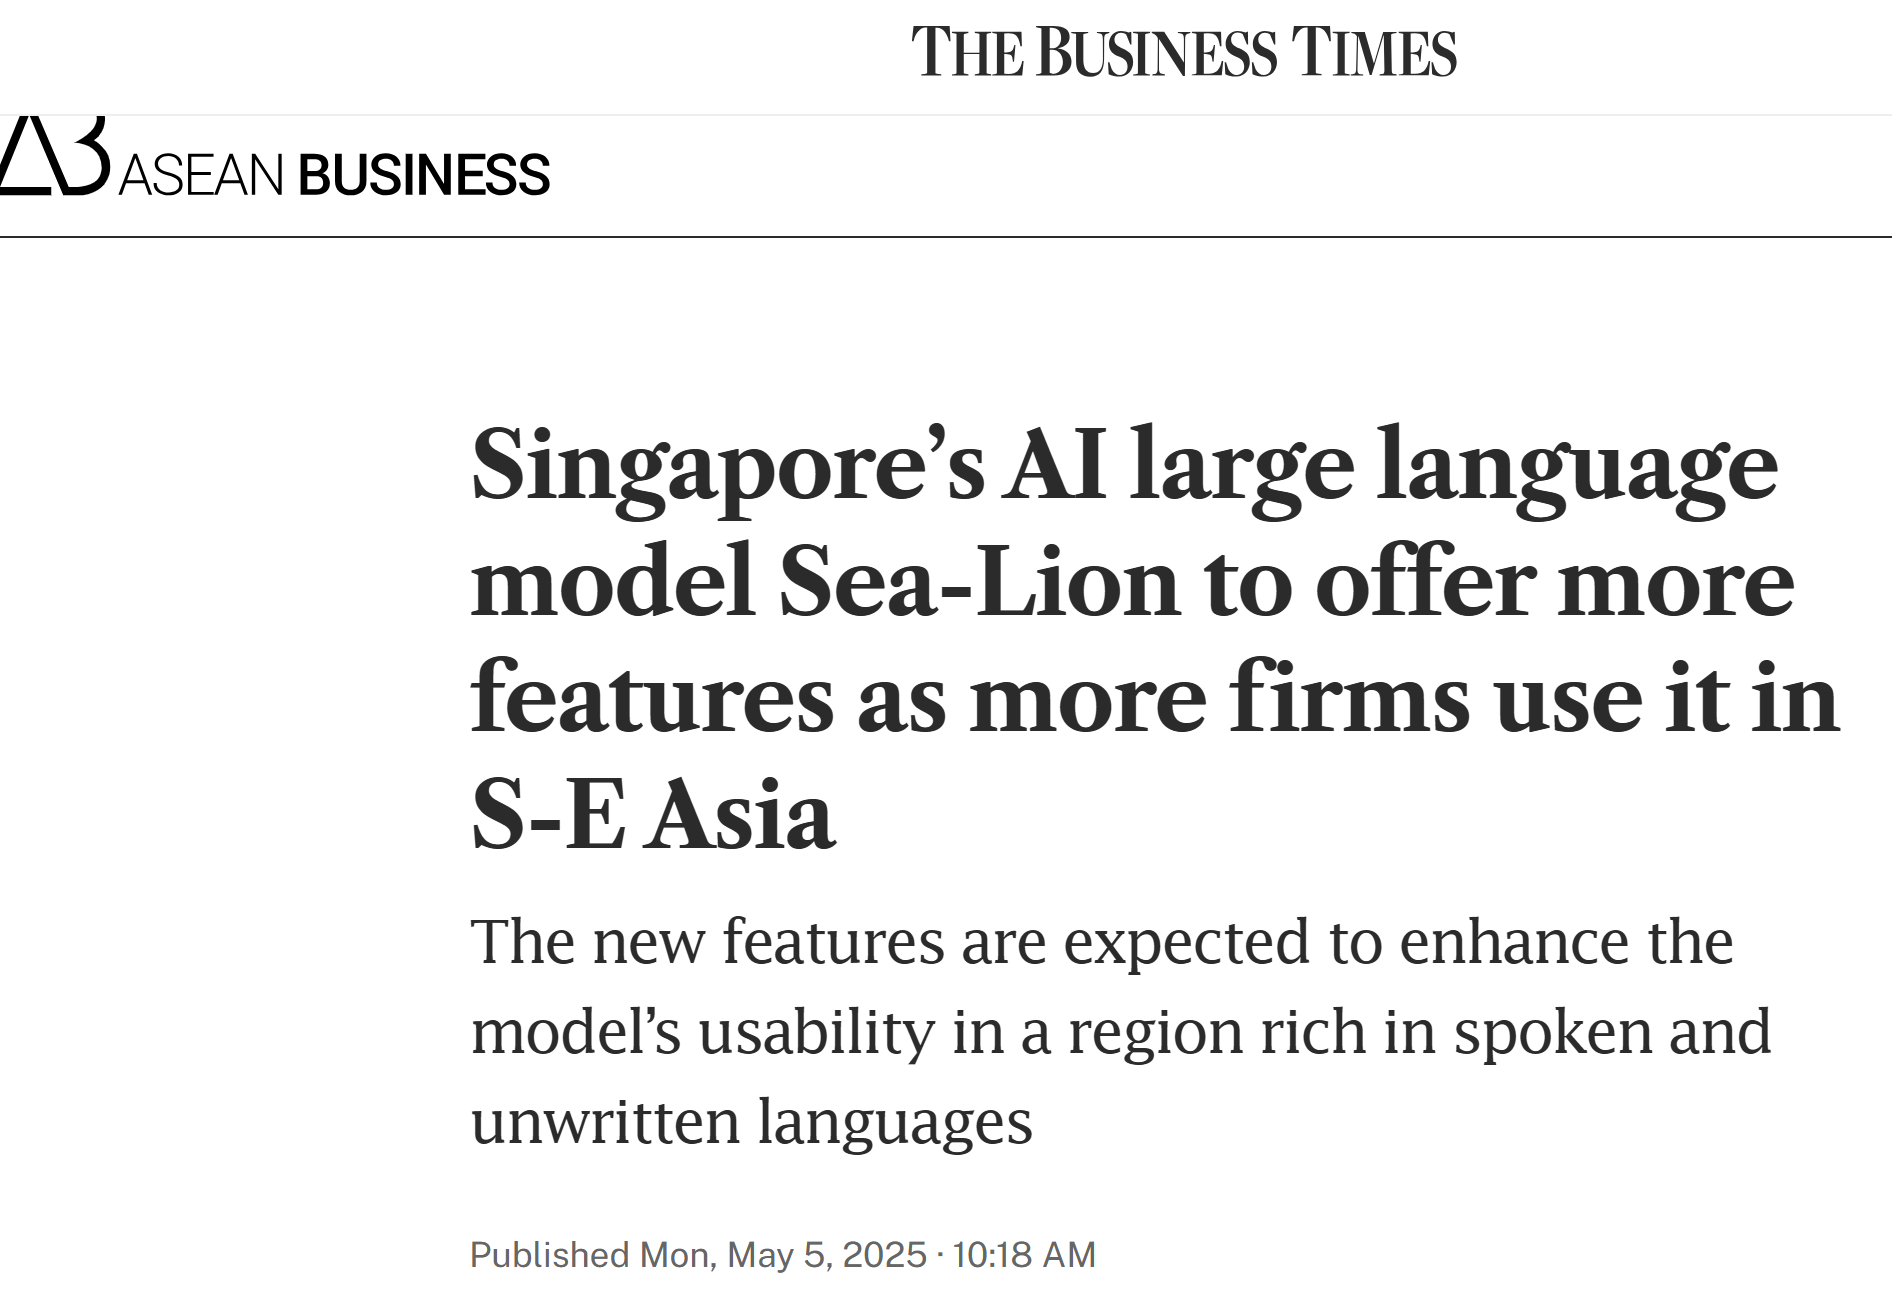 THE BUSINESS TIMES
AB ASEAN BUSINESS
Singapore’s AI large language
model Sea-Lion to offer more
features as more firms use it in
S-E Asia
The new features are expected to enhance the
model’s usability in a region rich in spoken and
unwritten languages
Published Mon, May 5, 2025 · 10:18 AM